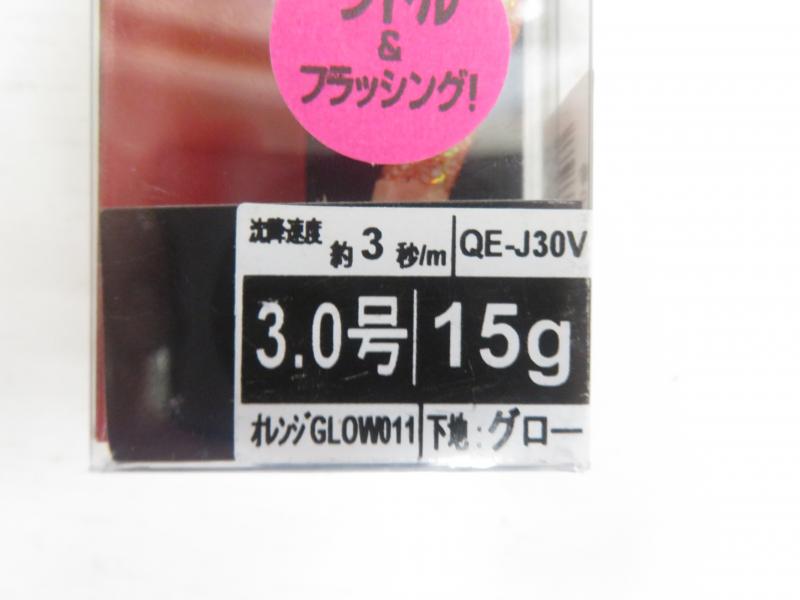 &
フラッシング!
沈降速度 約3秒/m QE-J30V
3.0号 15g
オレンジGLOW011 下地:グロー